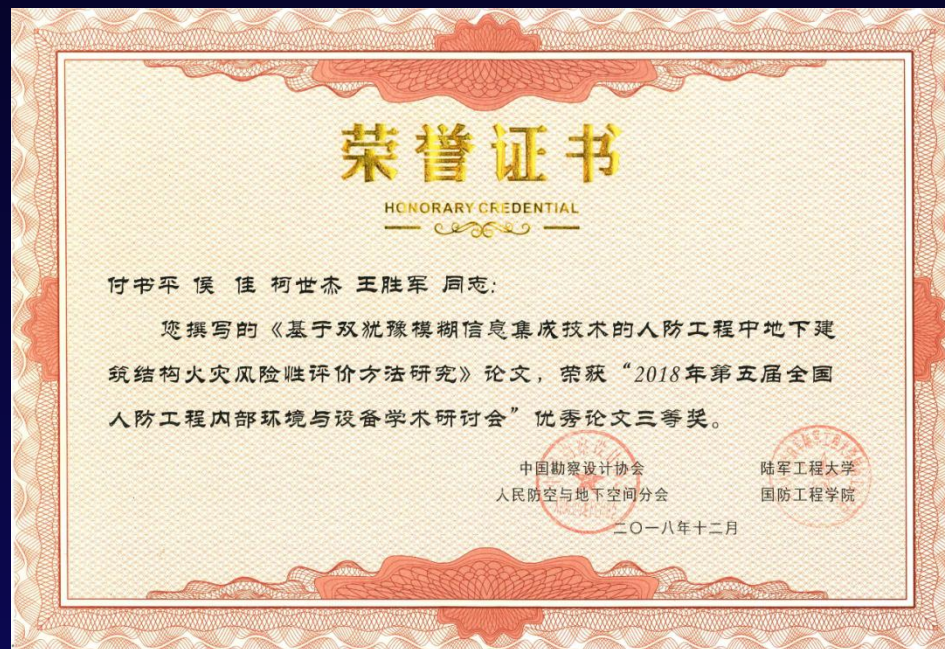 荣誉证书
HONORARY CREDENTIAL
付书平 侯 佳 柯世杰 王胜军 同志:
您撰写的《基于双犹豫模糊信息集成技术的人防工程中地下建
筑结构火灾风险性评价方法研究》论文，荣获“2018年第五届全国
人防工程内部环境与设备学术研讨会”优秀论文三等奖。
中国勘察设计协会 陆军工程大学
人民防空与地下空间分会 国防工程学院
二〇一八年十二月